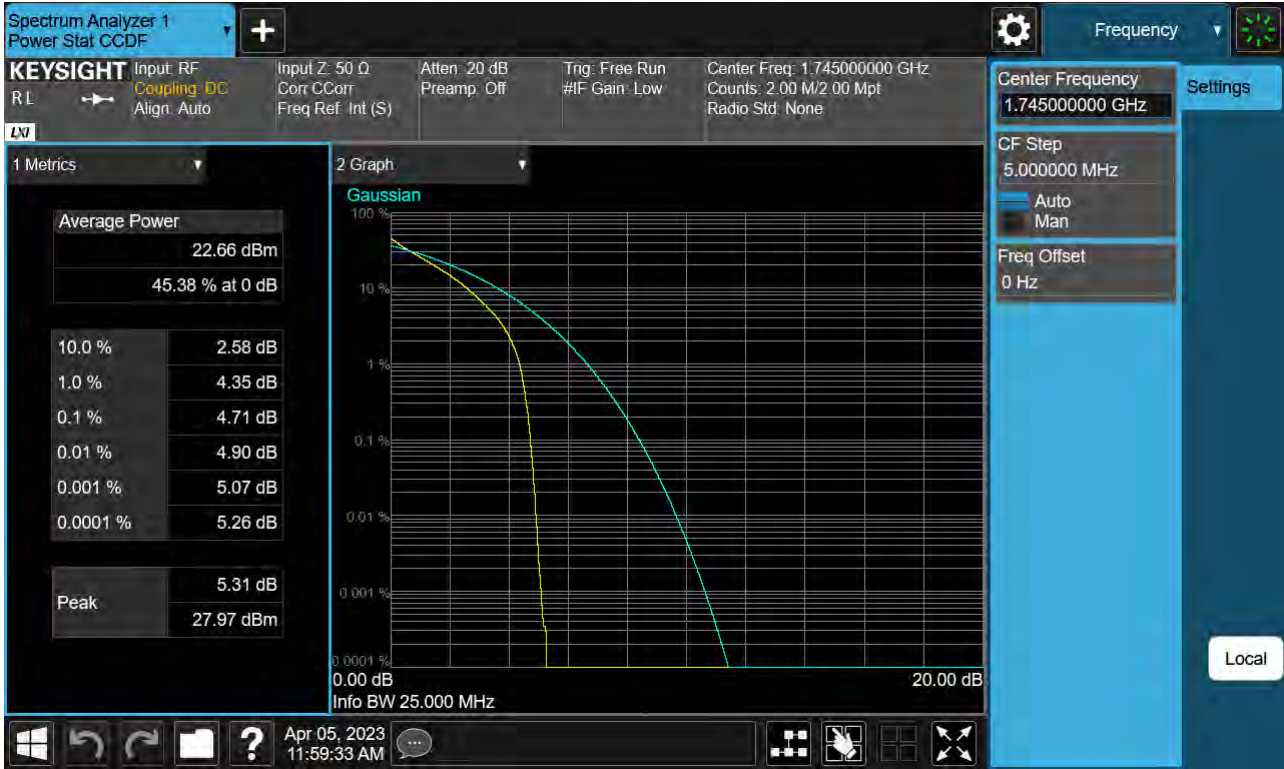 Spectrum Analyzer 1
Power Stat CCDF
+
Frequency
KEYSIGHT
RL
LXI
Input: RF
Coupling: DC
Align: Auto
Input Z: 50 Ω
Corr CCorr
Freq Ref: Int (S)
Atten: 20 dB
Preamp: Off
Trig: Free Run
#IF Gain: Low
Center Freq: 1.745000000 GHz
Counts: 2.00 M/2.00 Mpt
Radio Std: None
Center Frequency
1.745000000 GHz
Settings
CF Step
5.000000 MHz
Auto
Man
Freq Offset
0 Hz
Local
1 Metrics
Average Power
22.66 dBm
45.38 % at 0 dB
10.0 % 2.58 dB
1.0 % 4.35 dB
0.1 % 4.71 dB
0.01 % 4.90 dB
0.001 % 5.07 dB
0.0001 % 5.26 dB
Peak
5.31 dB
27.97 dBm
2 Graph
Gaussian
100 %
10 %
1 %
0.1 %
0.01 %
0.001 %
0.0001 %
0.00 dB 20.00 dB
Info BW 25.000 MHz
?
Apr 05, 2023
11:59:33 AM